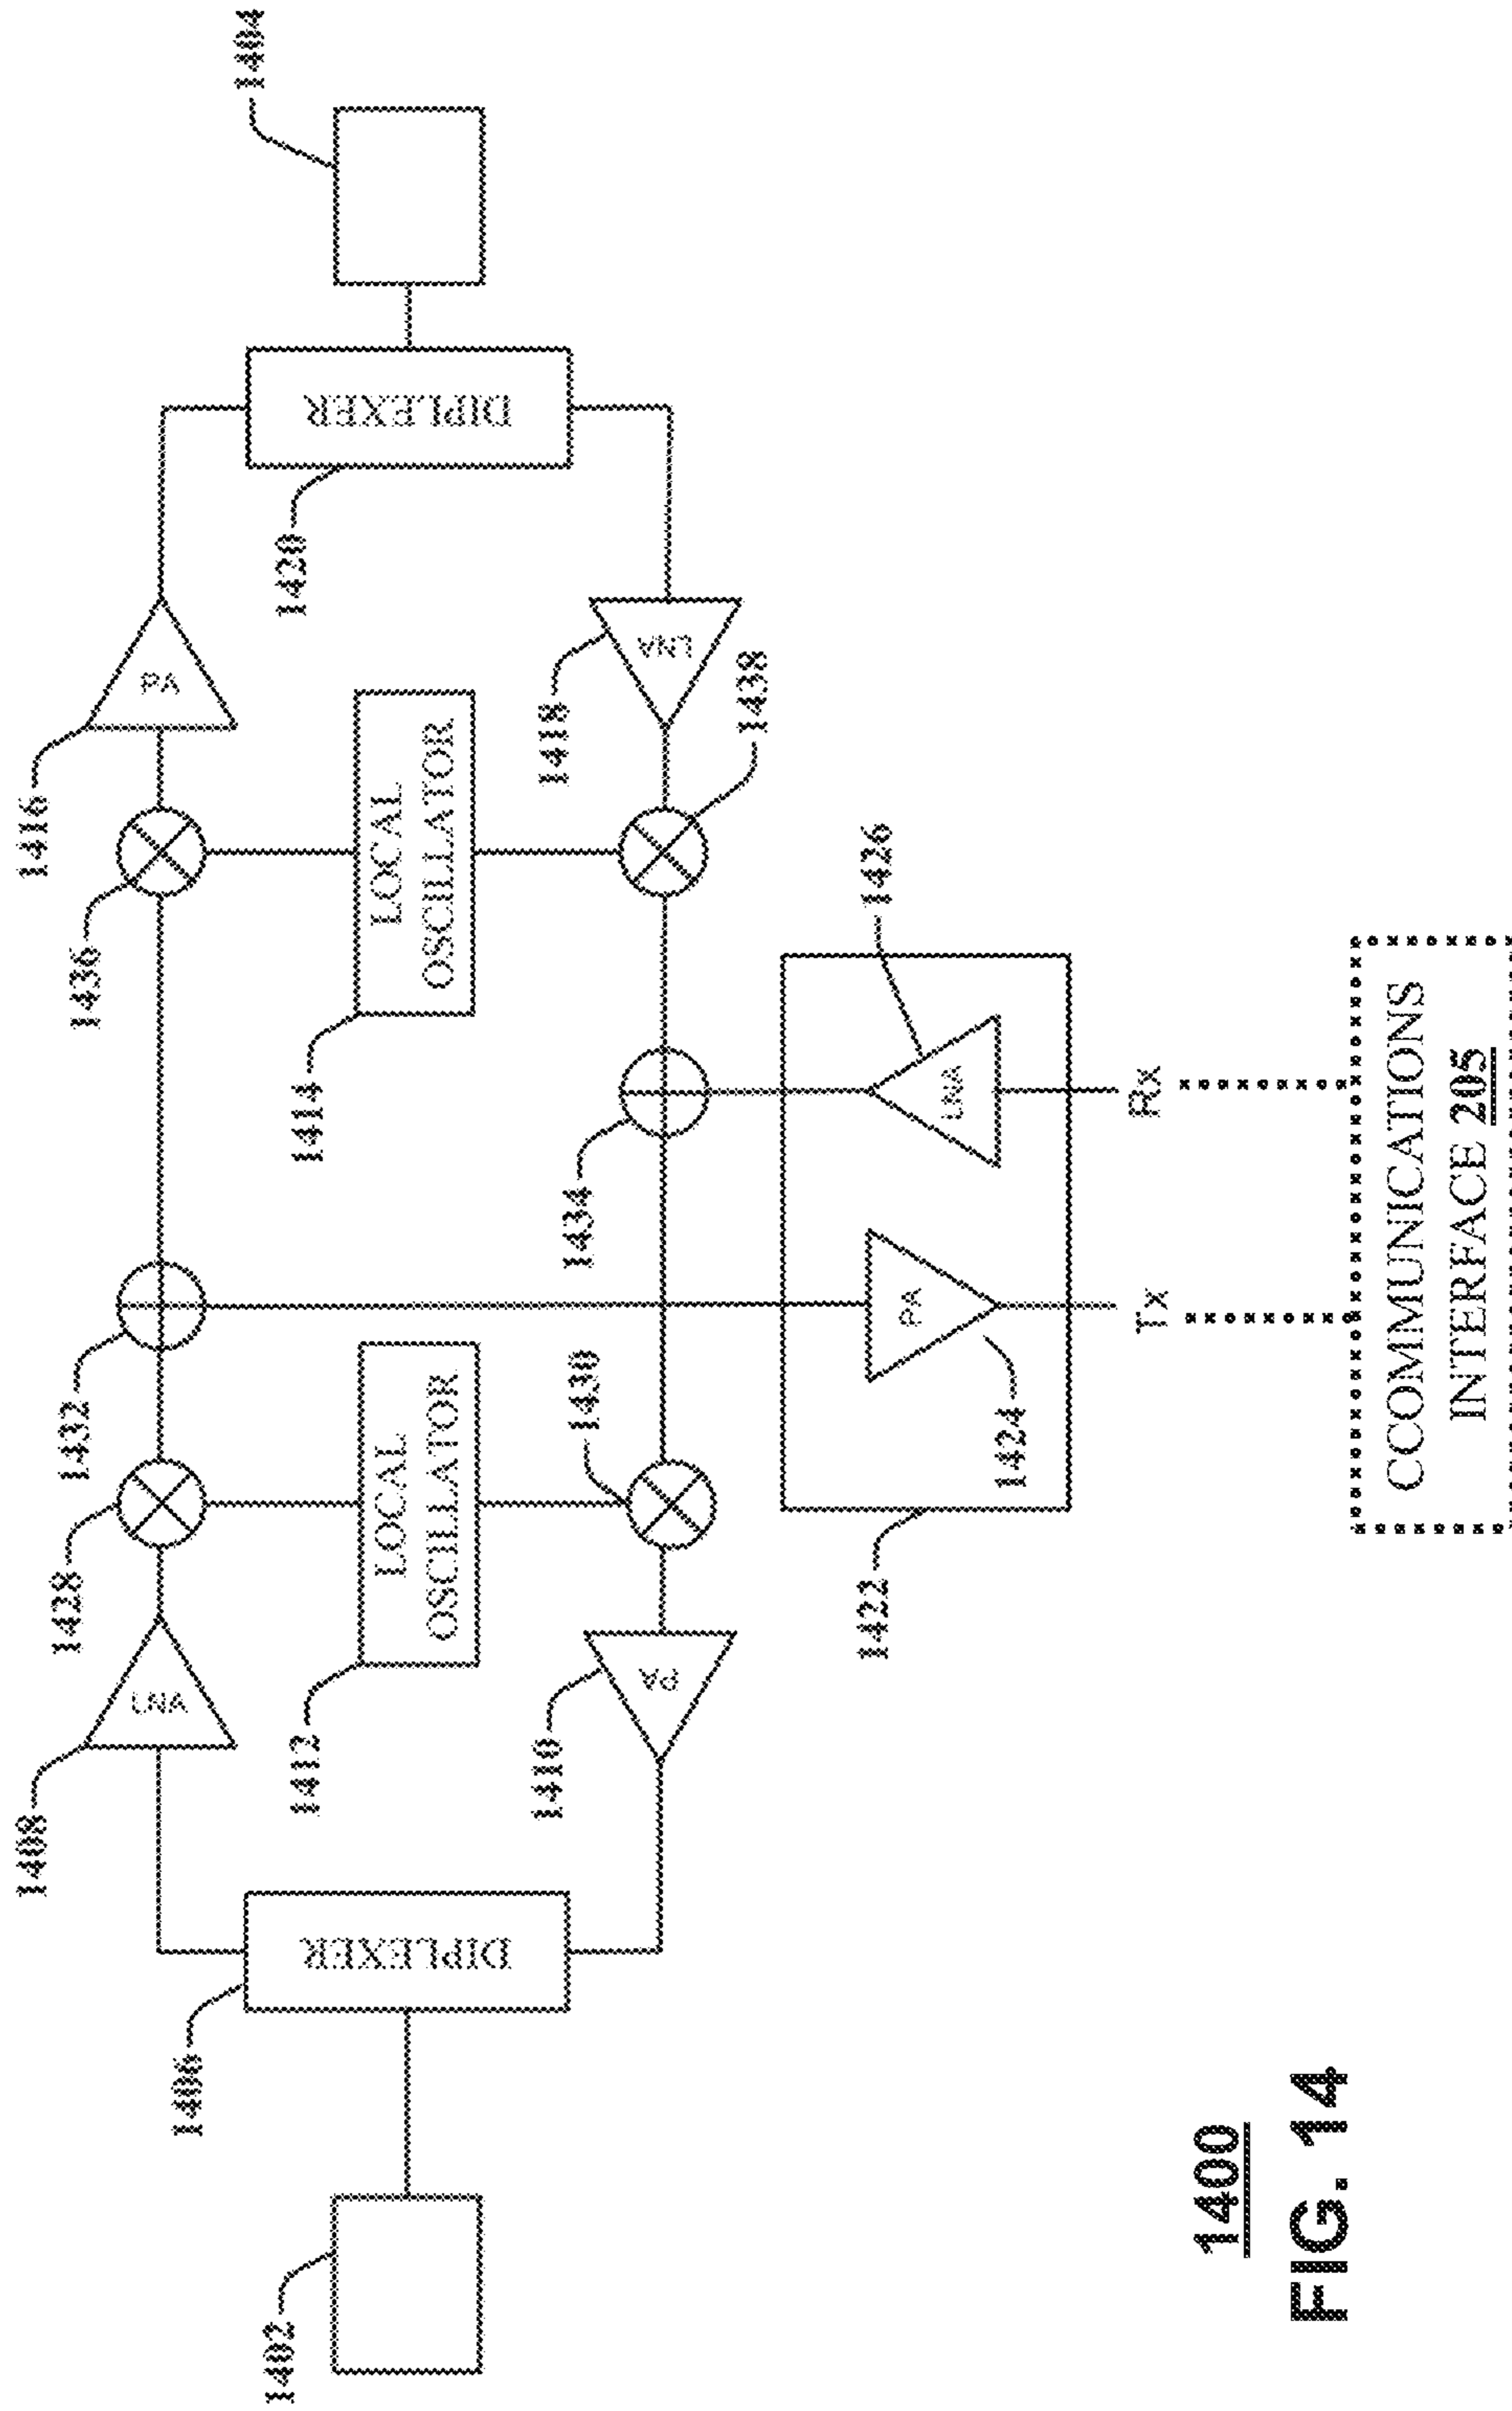 1416
1436
1432
1428
1408
PA
LNA
1404
1420
DIPLEXER
1414
LOCAL
OSCILLATOR
1412
LOCAL
OSCILLATOR
1406
DIPLEXER
1402
1418
LNA
1438
1434
1430
1410
PA
1426
LNA
PA
1424
1422
Rx
Tx
CCOMMUNICATIONS
INTERFACE 205
1400
FIG. 14